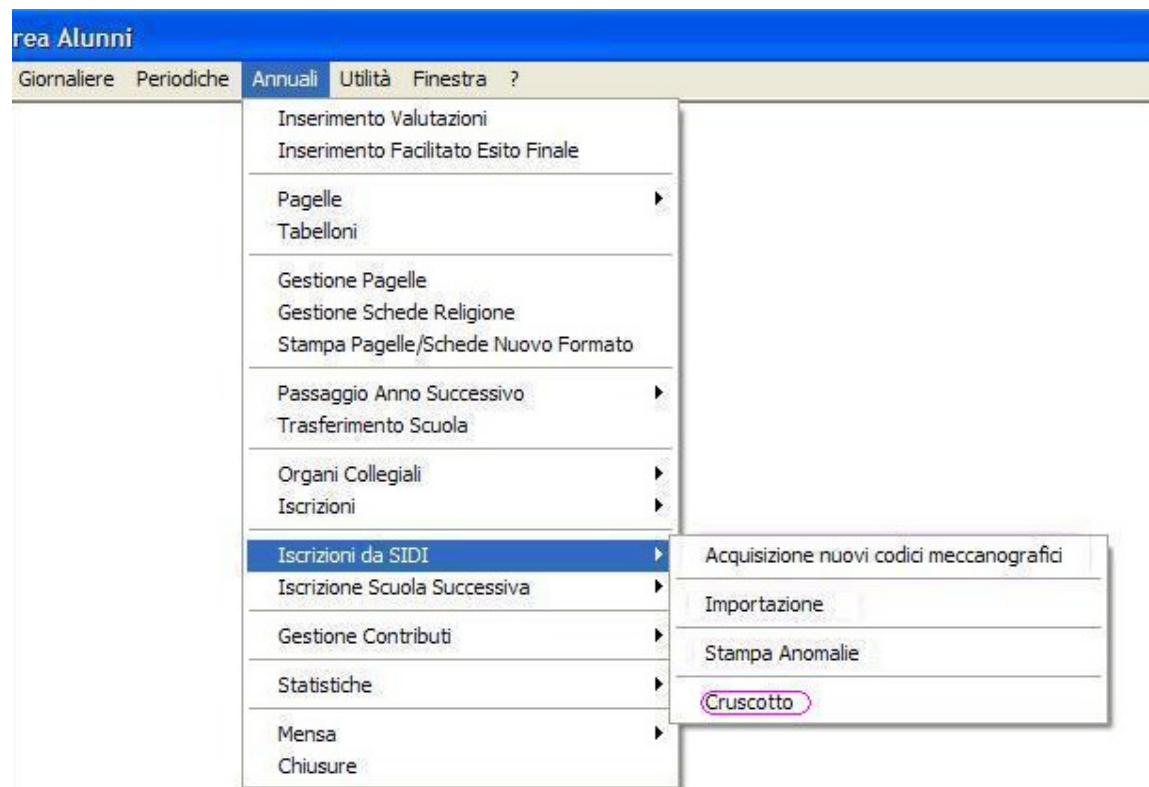 rea Alunni
Giornaliere Periodiche Annuali Utilità Finestra ?
Inserimento Valutazioni
Inserimento Facilitato Esito Finale
Pagelle
Tabelloni
Gestione Pagelle
Gestione Schede Religione
Stampa Pagelle/Schede Nuovo Formato
Passaggio Anno Successivo
Trasferimento Scuola
Organi Collegiali
Iscrizioni
Iscrizioni da SIDI
Iscrizione Scuola Successiva
Gestione Contributi
Statistiche
Mensa
Chiusure
Acquisizione nuovi codici meccanografici
Importazione
Stampa Anomalie
Cruscotto